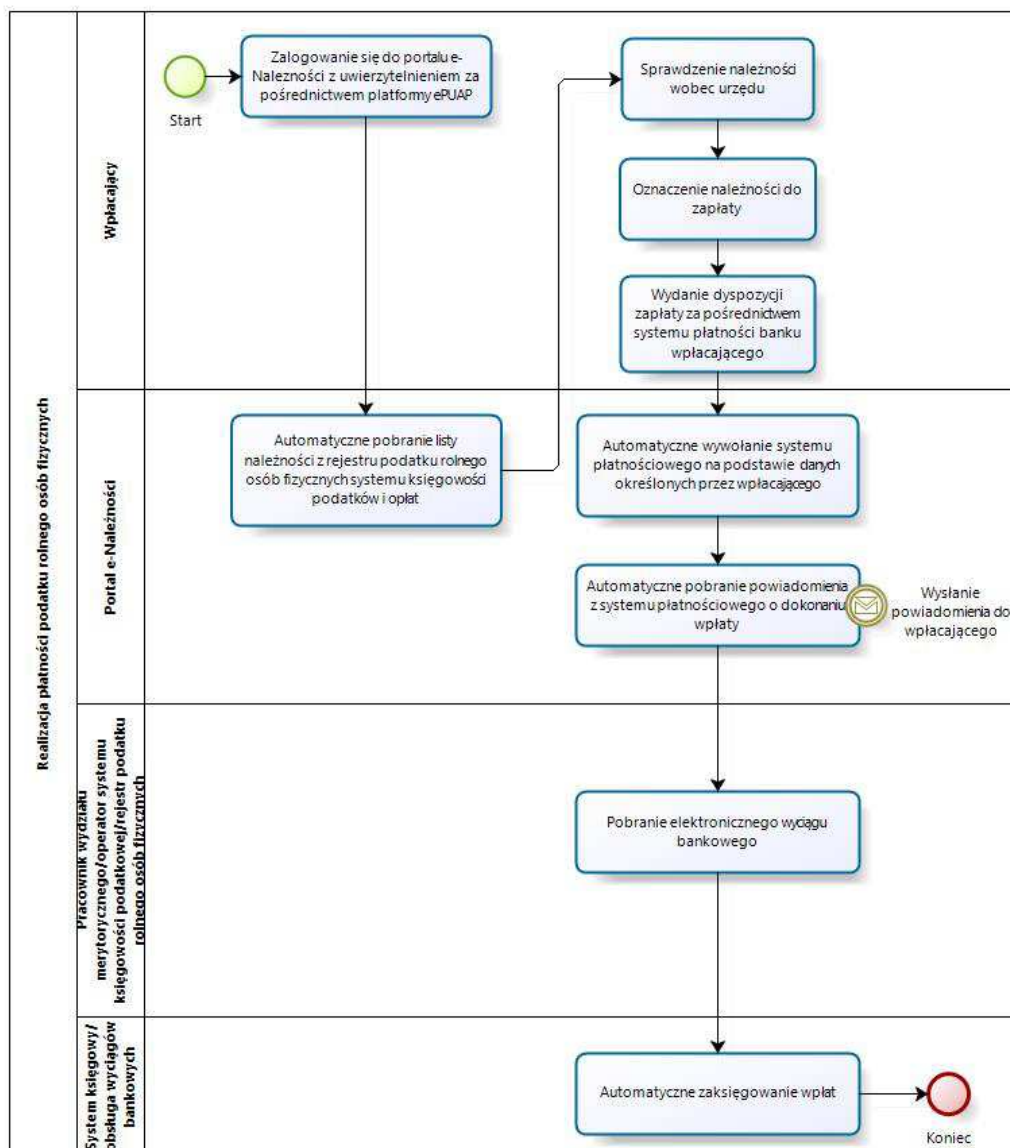 Realizacja płatności podatku rolnego osób fizycznych
Wpłacający
Start
Zalogowanie się do portalu e-
Nalezności z uwierzytelnieniem za
pośrednictwem platformy ePUAP
Sprawdzenie należności
wobec urzędu
Oznaczenie należności do
zapłaty
Wydanie dyspozycji
zapłaty za pośrednictwem
systemu płatności banku
wpłacającego
Portal e-Należności
Automatyczne pobranie listy
należności z rejestru podatku rolnego
osób fizycznych systemu księgowości
podatków i opłat
Automatyczne wywołanie systemu
płatnościowego na podstawie danych
określonych przez wpłacającego
Automatyczne pobranie powiadomienia
z systemu płatnościowego o dokonaniu
wpłaty
Wysłanie
powiadomienia do
wpłacającego
Pracownik wydziału
merytorycznego/operator systemu
księgowości podatkowej/rejestr podatku
rolnego osób fizycznych
Pobranie elektronicznego wyciągu
bankowego
System księgowy/
obsługa wyciągów
bankowych
Automatyczne zaksięgowanie wpłat
Koniec